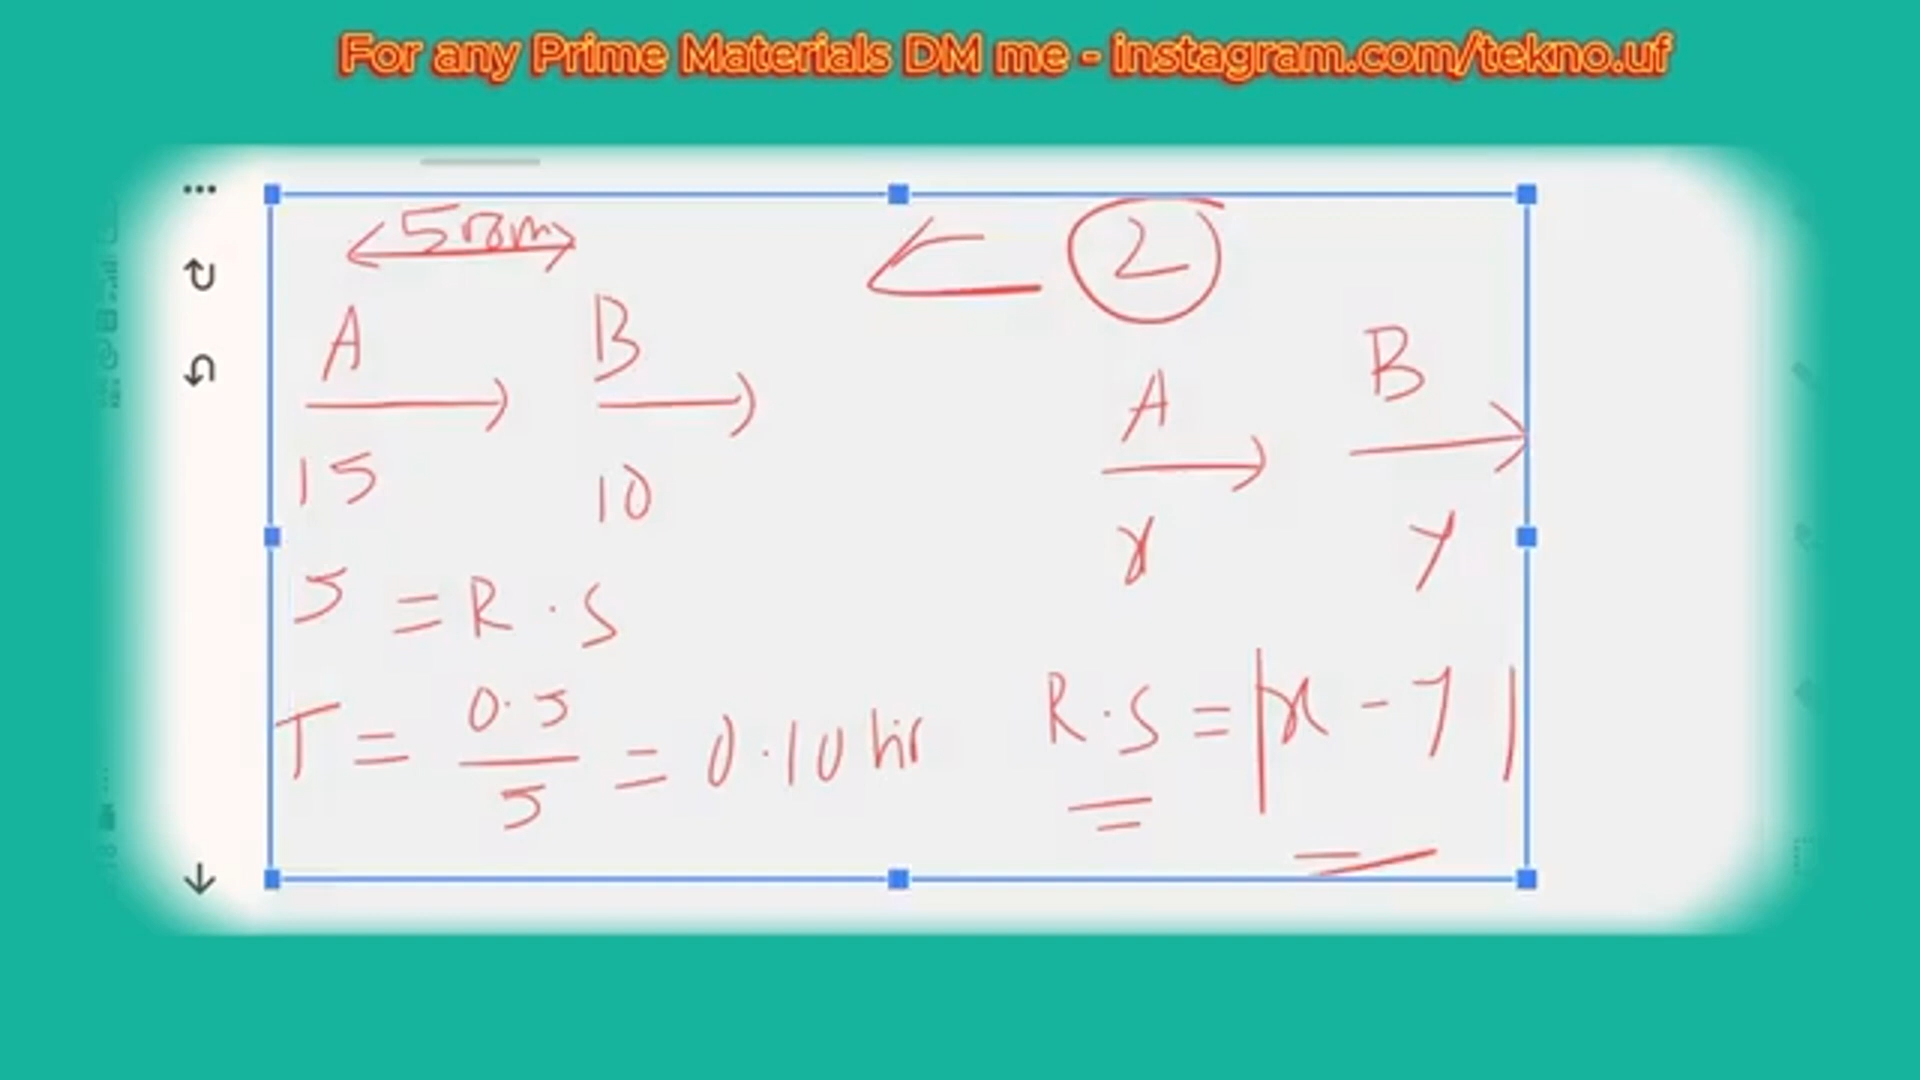 For any Prime Materials DM me - instagram.com/tekno.uf
500m
2
A
B
A
B
15
10
x
y
5 = R.S
T = 0.5/5 = 0.10 hr
R.S = |x - y|